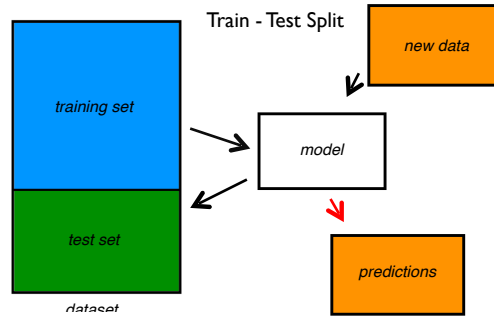 Train - Test Split
new data
training set
model
test set
predictions
dataset